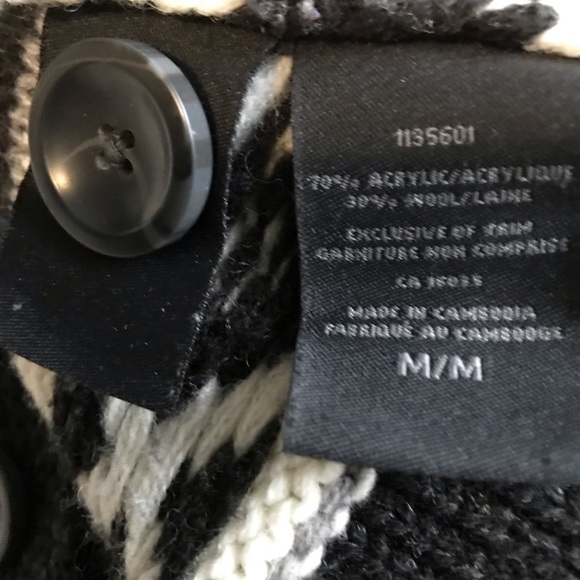 1135601
70% ACRYLIC/ACRYLIQUE
30% WOOL/LAINE
EXCLUSIVE OF TRIM
GARNITURE NON COMPRISE
CA
MADE IN CAMBODIA
FABRIQUÉ AU CAMBODGE
M/M